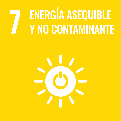 7 ENERGÍA ASEQUIBLE
Y NO CONTAMINANTE